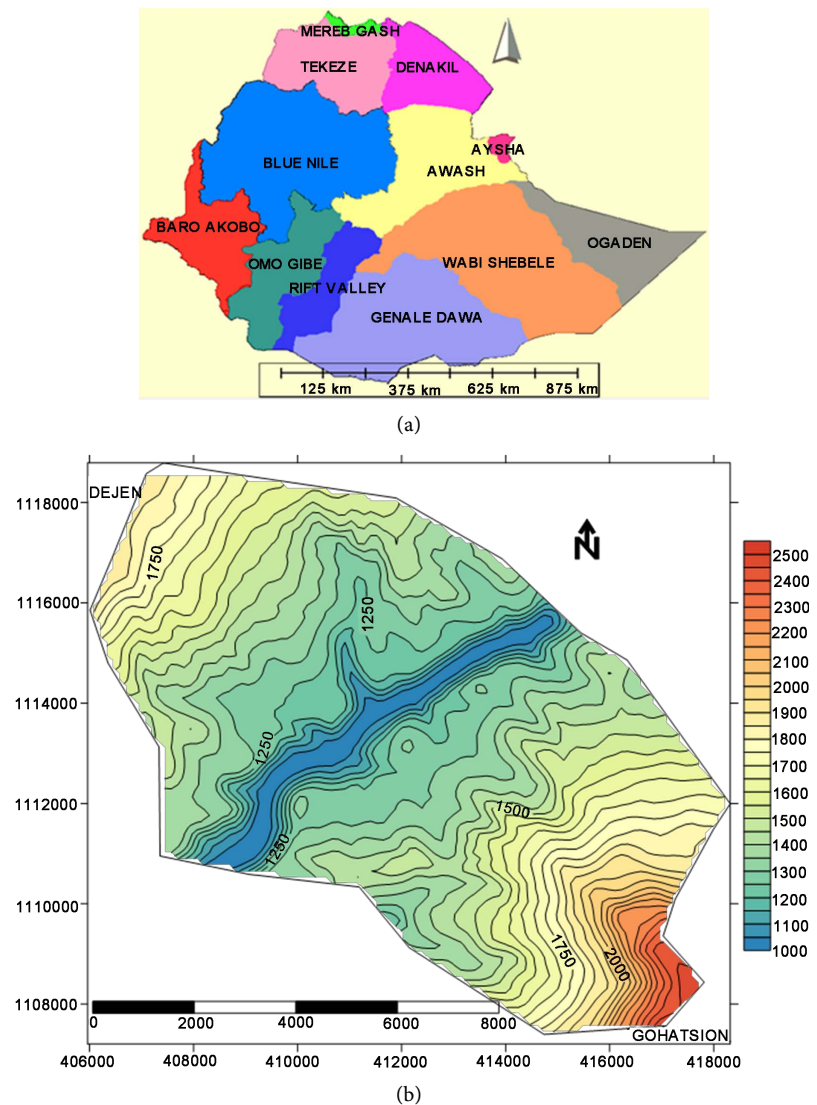 MEREB GASH
TEKEZE
DENAKIL
AYSHA
BLUE NILE
AWASH
BARO AKOBO
OGADEN
OMO GIBE
WABI SHEBELE
RIFT VALLEY
GENALE DAWA
125 km 375 km 625 km 875 km
(a)
DEJEN
1118000
1750
N
1116000
1250
1114000
1250
1112000
1500
1250
1110000
1750
2000
1108000
0 2000 4000 6000 8000
GOHATSION
406000 408000 410000 412000 414000 416000 418000
2500
2400
2300
2200
2100
2000
1900
1800
1700
1600
1500
1400
1300
1200
1100
1000
(b)